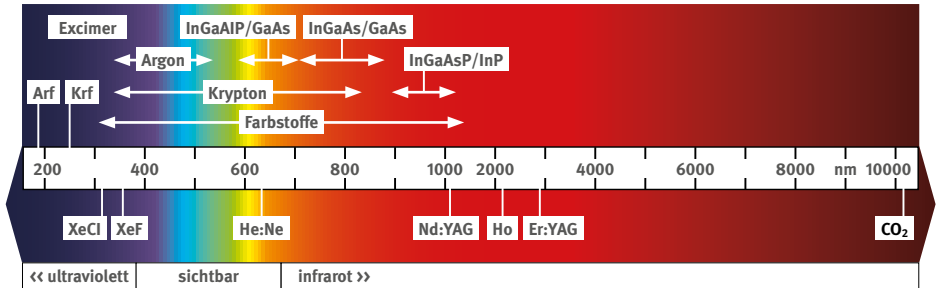 Excimer InGaAlP/GaAs InGaAs/GaAs
Argon InGaAsP/InP
Arf Krf Krypton
Farbstoffe
200 400 600 800 1000 2000 4000 6000 8000 nm 10000
XeCl XeF He:Ne Nd:YAG Ho Er:YAG CO₂
<< ultraviolett sichtbar infrarot >>